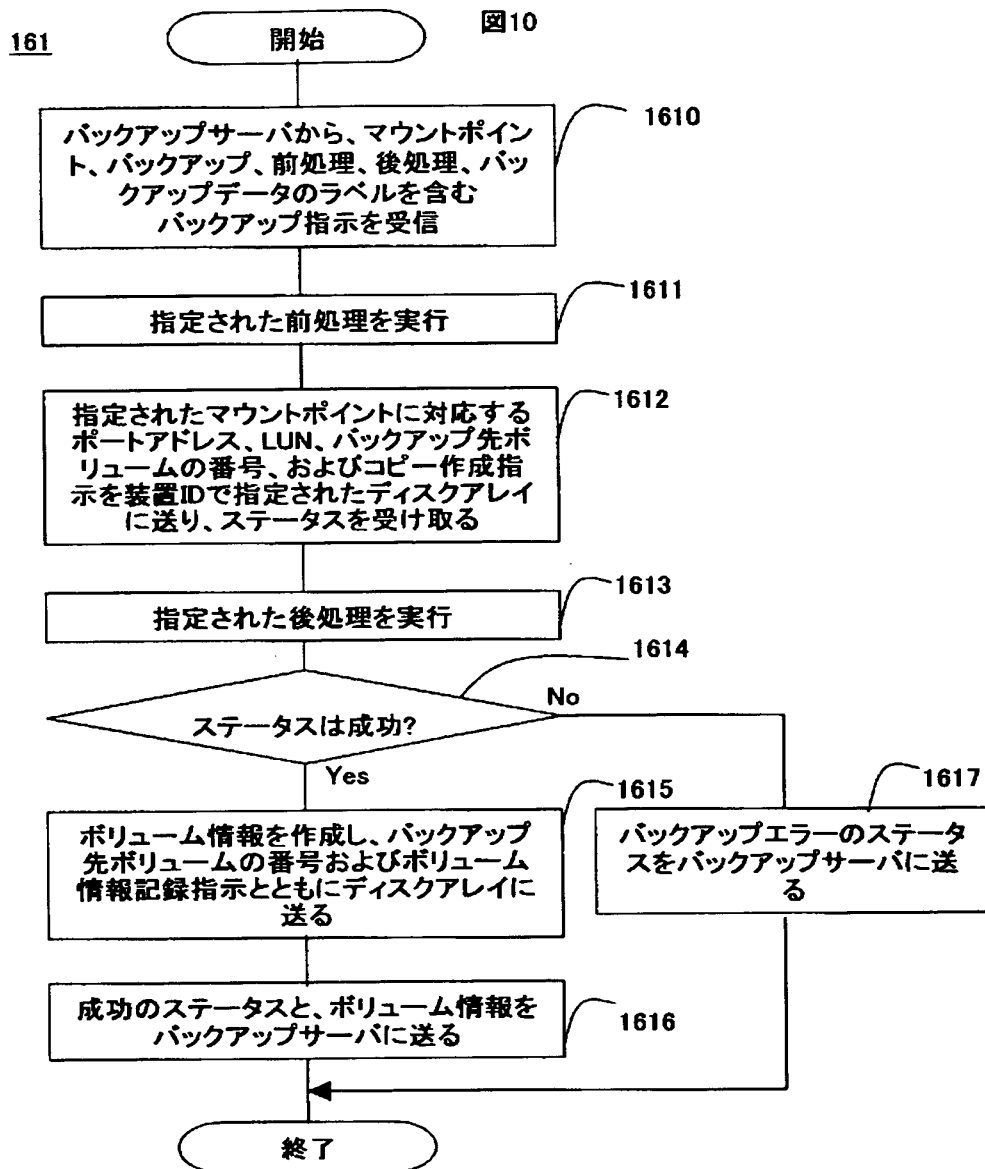 図10
161
開始
1610
バックアップサーバから、マウントポイン
ト、バックアップ、前処理、後処理、バッ
クアップデータのラベルを含む
バックアップ指示を受信
1611
指定された前処理を実行
1612
指定されたマウントポイントに対応する
ポートアドレス、LUN、バックアップ先ボ
リュームの番号、およびコピー作成指
示を装置IDで指定されたディスクアレイ
に送り、ステータスを受け取る
1613
指定された後処理を実行
1614
ステータスは成功?
No
Yes
1615
ボリューム情報を作成し、バックアップ
先ボリュームの番号およびボリューム
情報記録指示とともにディスクアレイに
送る
1617
バックアップエラーのステータ
スをバックアップサーバに送
る
成功のステータスと、ボリューム情報を
バックアップサーバに送る
1616
終了